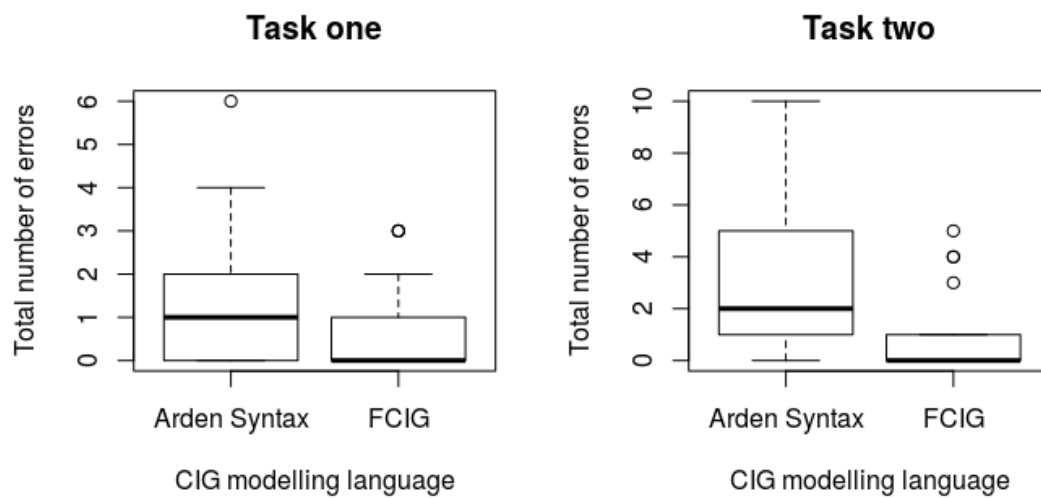 Task one
Total number of errors
6
5
4
3
2
1
0
Arden Syntax FCIG
CIG modelling language
Task two
Total number of errors
10
8
6
4
2
0
Arden Syntax FCIG
CIG modelling language